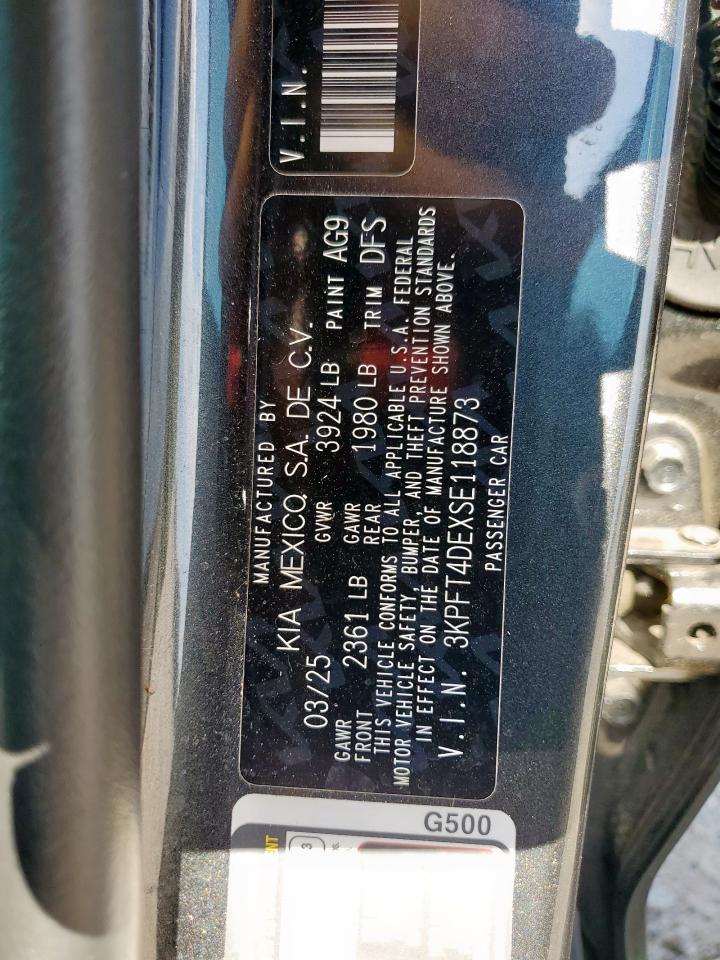 MANUFACTURED BY
KIA MEXICO, S.A. DE C.V.
03/25 GVWR 3924 LB PAINT AG9
GAWR FRONT 2361 LB GAWR REAR 1980 LB TRIM DFS
THIS VEHICLE CONFORMS TO ALL APPLICABLE U.S.A. FEDERAL
MOTOR VEHICLE SAFETY, BUMPER, AND THEFT PREVENTION STANDARDS
IN EFFECT ON THE DATE OF MANUFACTURE SHOWN ABOVE.
V.I.N. 3KPFT4DEXSE118873
PASSENGER CAR
V.I.N.
G500